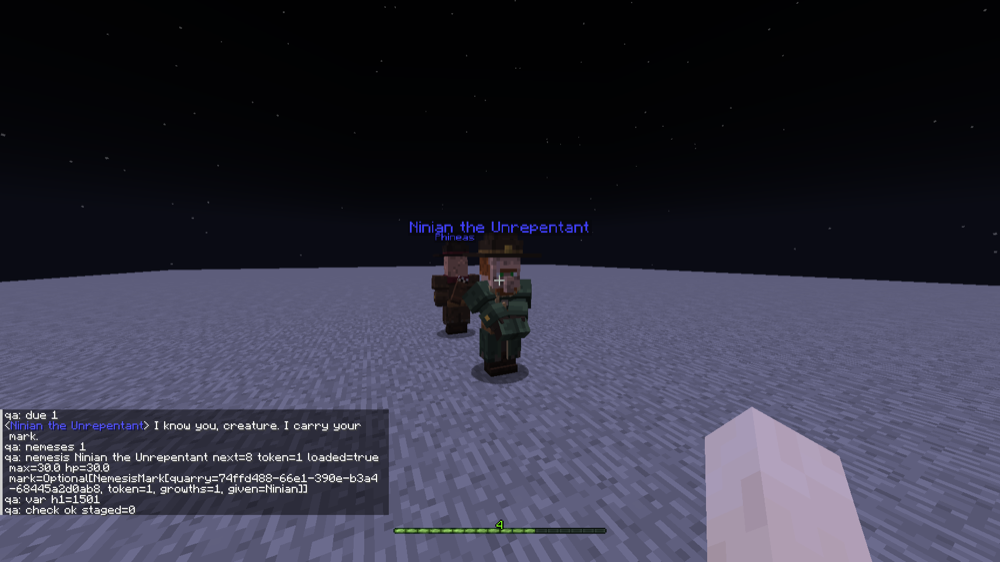 Ninian the Unrepentant
Phineas
qa: due 1
<Ninian the Unrepentant> I know you, creature. I carry your
mark.
qa: nemeses 1
qa: nemesis Ninian the Unrepentant next=8 token=1 loaded=true
max=30.0 hp=30.0
mark=Optional[NemesisMark[quarry=74ffd488-66e1-390e-b3a4
-68445a2d0ab8, token=1, growths=1, given=Ninian]]
qa: var h1=1501
qa: check ok staged=0
4